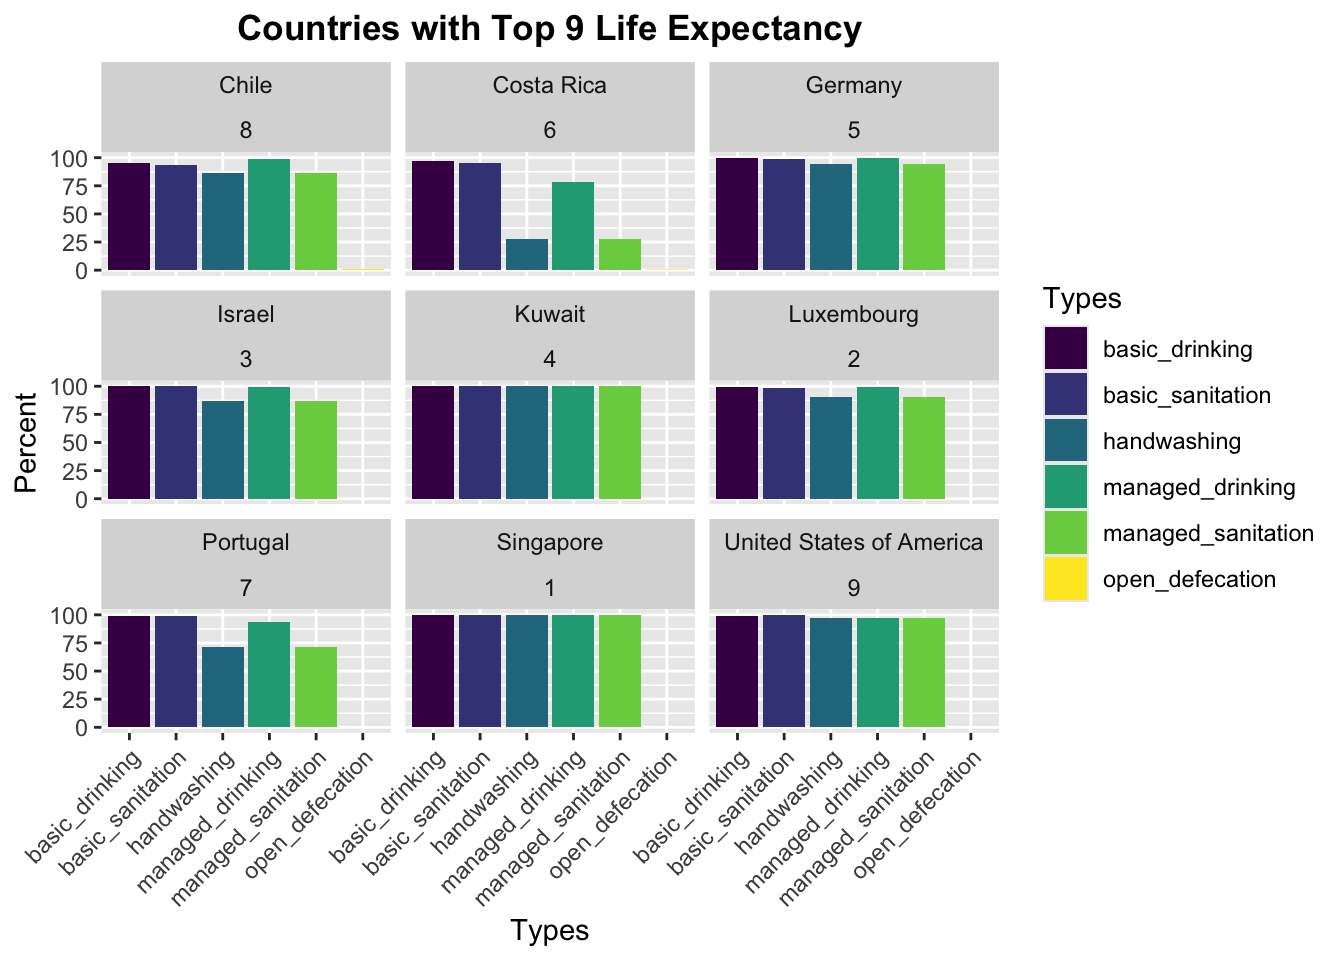 Countries with Top 9 Life Expectancy
Chile
8
Costa Rica
6
Germany
5
100
75
50
25
0
Israel
3
Kuwait
4
Luxembourg
2
100
75
50
25
0
Portugal
7
Singapore
1
United States of America
9
100
75
50
25
0
Percent
basic_drinking
basic_sanitation
handwashing
managed_drinking
managed_sanitation
open_defecation
basic_drinking
basic_sanitation
handwashing
managed_drinking
managed_sanitation
open_defecation
basic_drinking
basic_sanitation
handwashing
managed_drinking
managed_sanitation
open_defecation
Types
Types
basic_drinking
basic_sanitation
handwashing
managed_drinking
managed_sanitation
open_defecation